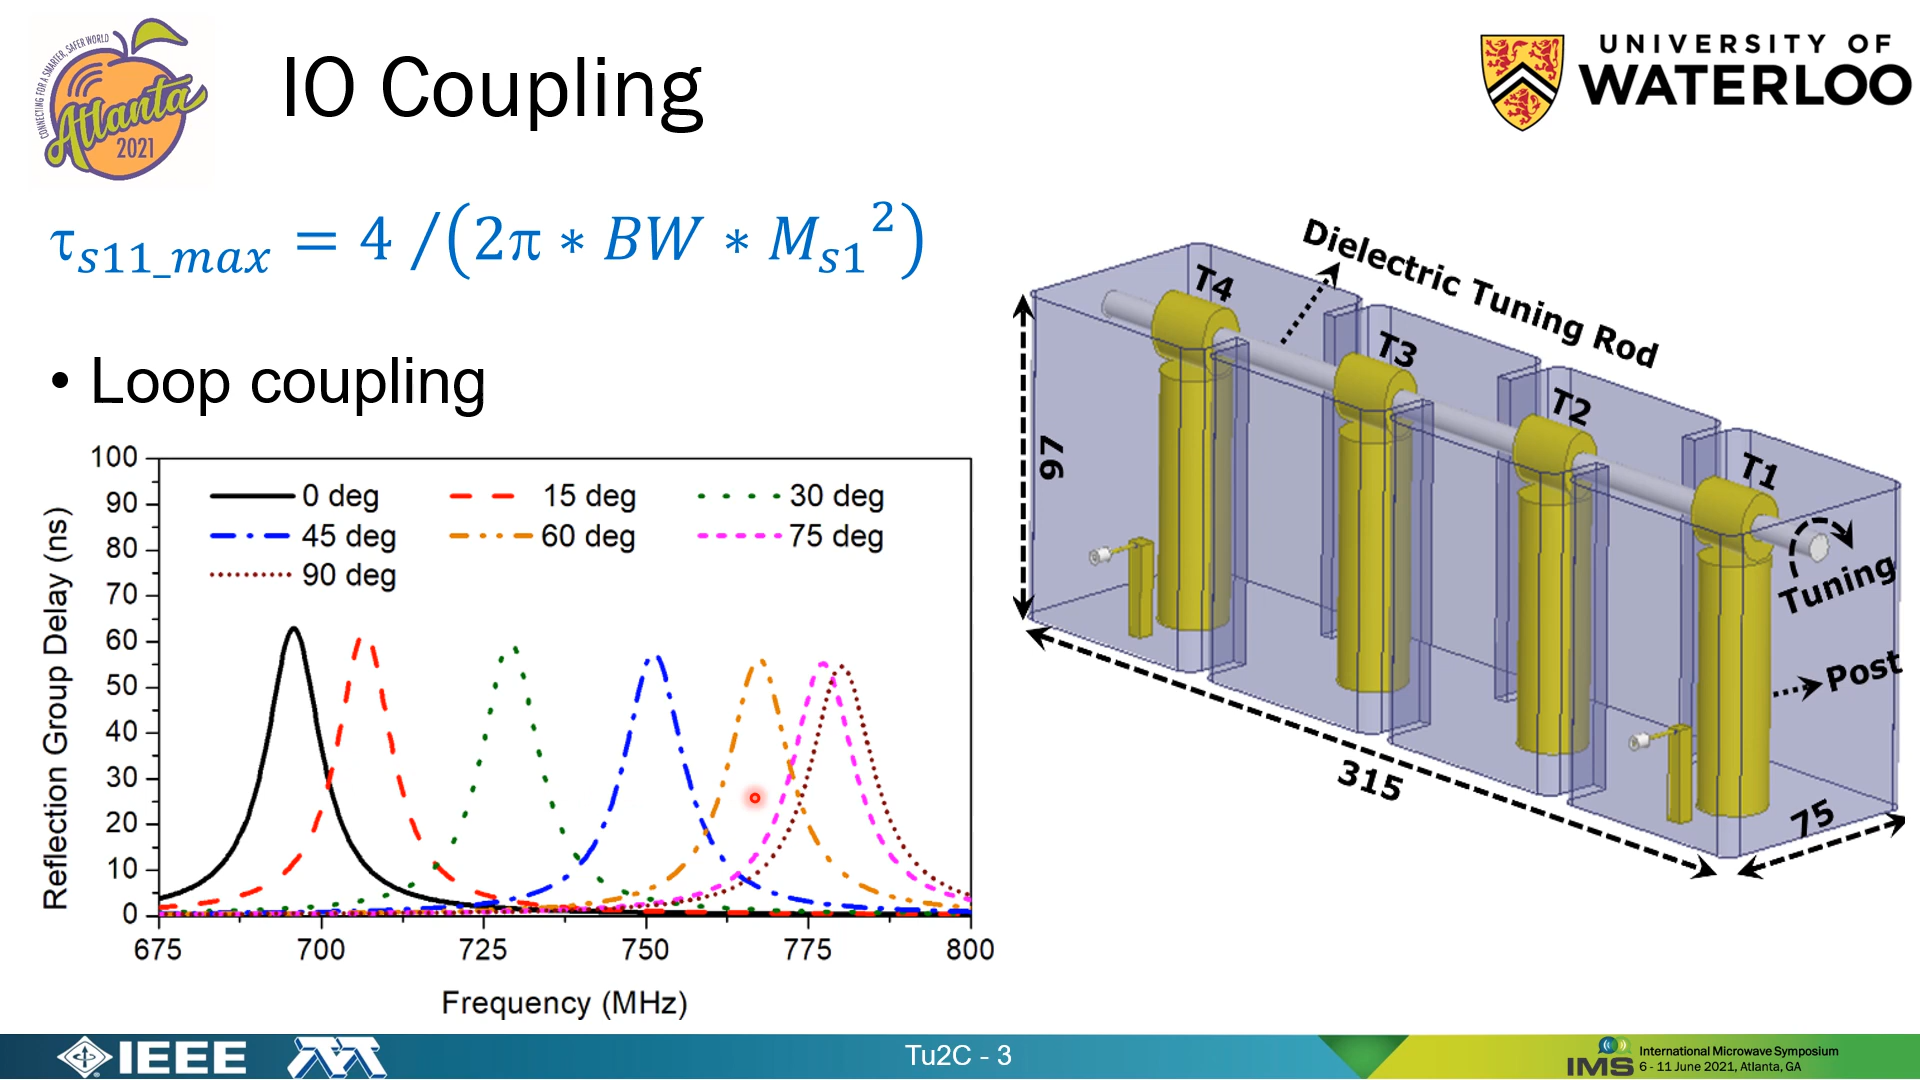 CONNECTING FOR A SMARTER, SAFER WORLD
Atlanta
2021
IO Coupling
UNIVERSITY OF
WATERLOO
τs11_max = 4 /(2π * BW * Ms1²)
• Loop coupling
Reflection Group Delay (ns)
100
90
80
70
60
50
40
30
20
10
0
0 deg
15 deg
30 deg
45 deg
60 deg
75 deg
90 deg
675
700
725
750
775
800
Frequency (MHz)
Dielectric Tuning Rod
T4
T3
T2
T1
Tuning
Post
97
315
75
IEEE
Tu2C - 3
IMS
International Microwave Symposium
6 - 11 June 2021, Atlanta, GA